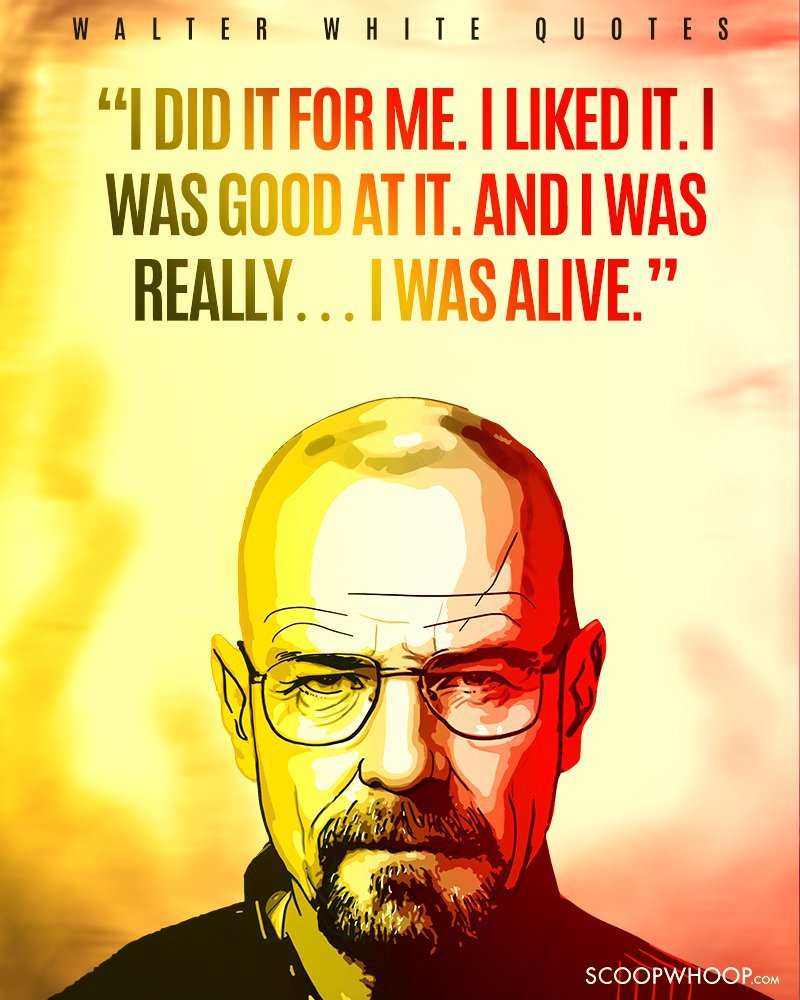 WALTER WHITE QUOTES
“I DID IT FOR ME. I LIKED IT. I
WAS GOOD AT IT. AND I WAS
REALLY... I WAS ALIVE.”
SCOOPWHOOP.COM